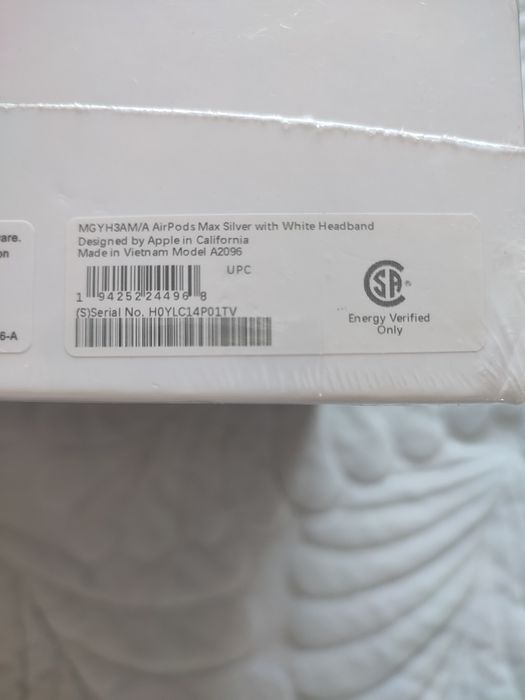 are.
on
6-A
MGYH3AM/A AirPods Max Silver with White Headband
Designed by Apple in California
Made in Vietnam Model A2096
UPC
1 94252 24496 8
(S)Serial No. H0YLC14P01TV
SA®
Energy Verified
Only